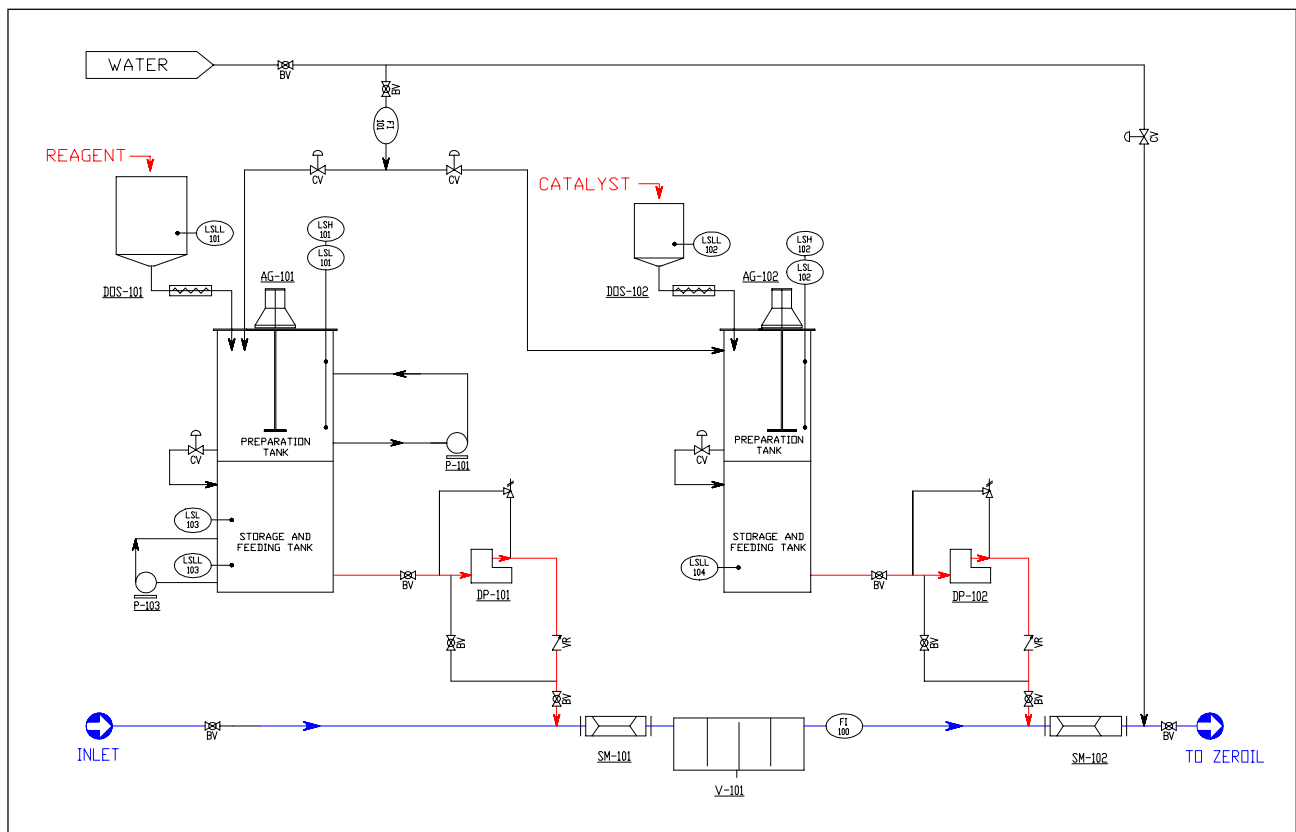 WATER
BV
BV
FI
101
REAGENT
CV
CV
CV
CATALYST
LSLL
101
LSH
101
LSL
101
LSLL
102
LSH
102
LSL
102
DOS-101
AG-101
DOS-102
AG-102
PREPARATION
TANK
CV
P-101
PREPARATION
TANK
CV
LSL
103
STORAGE AND
FEEDING TANK
LSLL
103
P-103
BV
DP-101
BV
VR
BV
STORAGE AND
FEEDING TANK
LSLL
104
BV
DP-102
BV
VR
BV
INLET
BV
SM-101
V-101
FI
100
SM-102
BV
TO ZEROIL